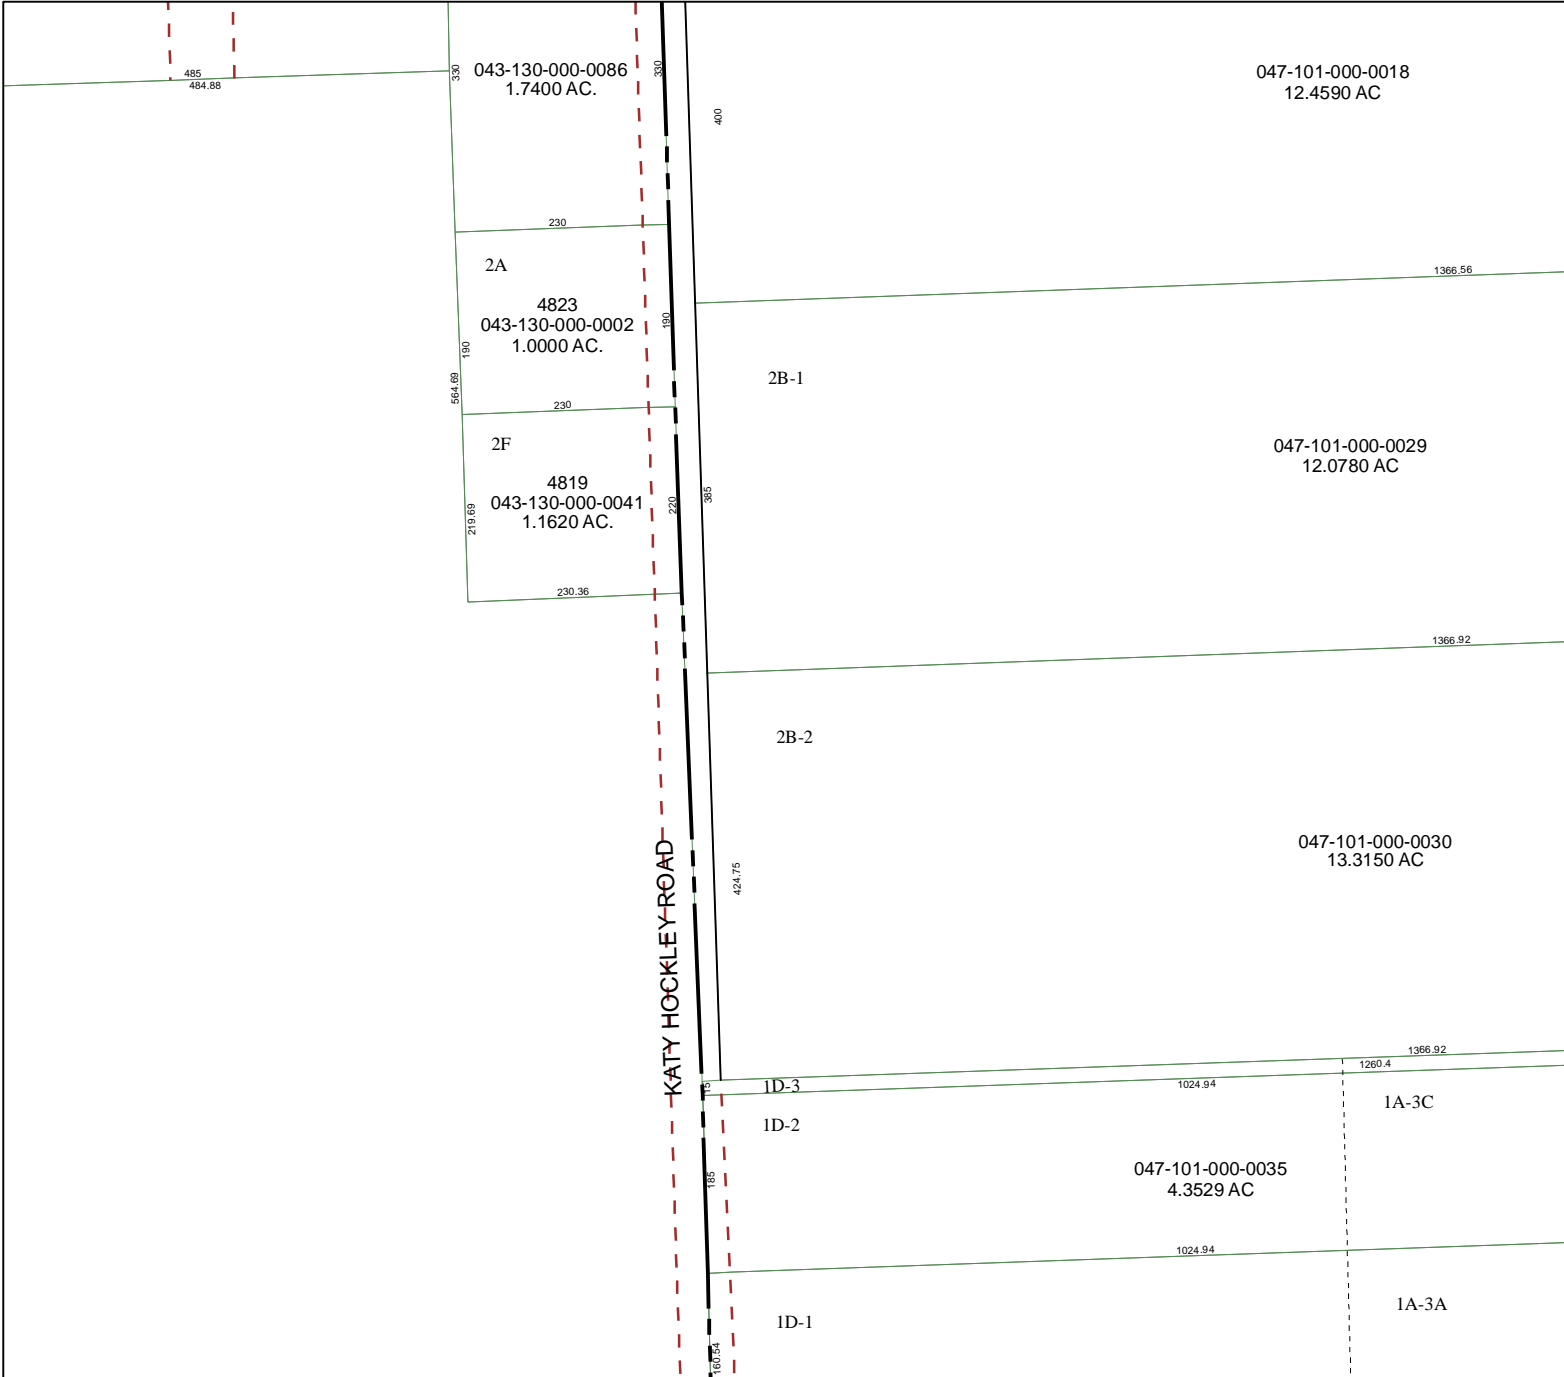 485
484.88
330
043-130-000-0086
1.7400 AC.
330
400
047-101-000-0018
12.4590 AC
230
2A
4823
043-130-000-0002
1.0000 AC.
190
190
564.69
230
1366.56
2B-1
047-101-000-0029
12.0780 AC
2F
4819
043-130-000-0041
1.1620 AC.
219.69
220
385
230.36
1366.92
2B-2
047-101-000-0030
13.3150 AC
424.75
KATY HOCKLEY ROAD
1366.92
1260.4
15
1D-3
1024.94
1A-3C
1D-2
047-101-000-0035
4.3529 AC
185
1024.94
1A-3A
1D-1
160.54